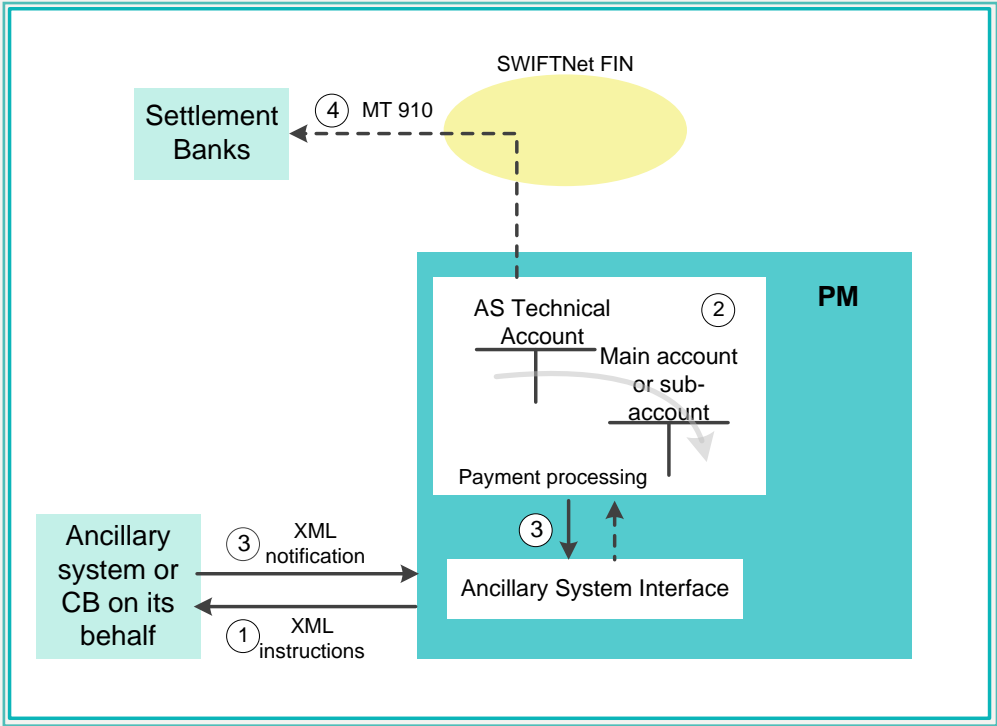 SWIFTNet FIN
4 MT 910
Settlement
Banks
PM
2
AS Technical
Account
Main account
or sub-
account
Payment processing
3
Ancillary System Interface
Ancillary
system or
CB on its
behalf
3 XML
notification
1 XML
instructions